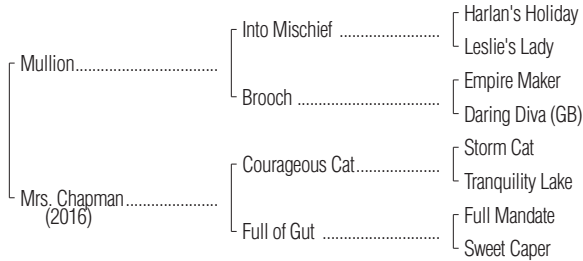 Harlan's Holiday
Into Mischief
Leslie's Lady
Mullion
Empire Maker
Brooch
Daring Diva (GB)
Storm Cat
Courageous Cat
Tranquility Lake
Mrs. Chapman
(2016)
Full Mandate
Full of Gut
Sweet Caper